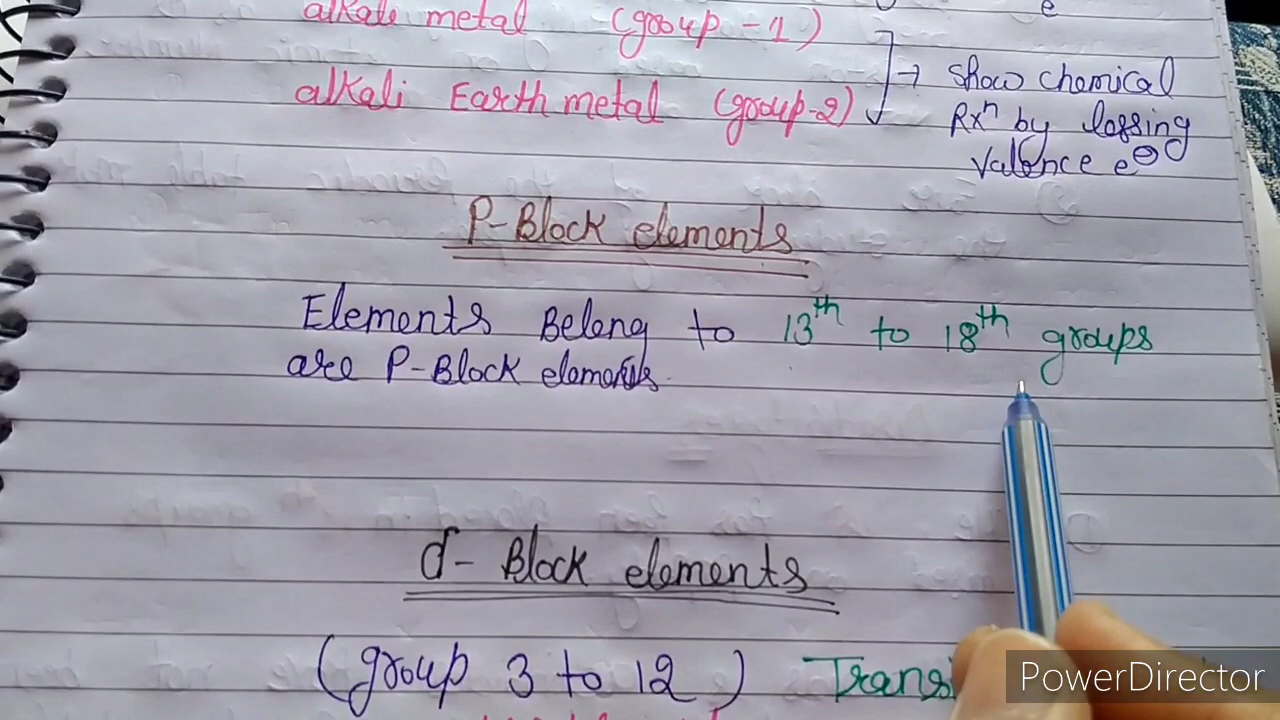 e
alkali metal (group - 1)
alkali Earth metal (group-2) → show chemical
Rxⁿ by lossing
valence e⊖
P-Block elements
Elements Belong to 13th to 18th groups
are P-Block elements.
d- Block elements
(group 3 to 12) Transi
PowerDirector